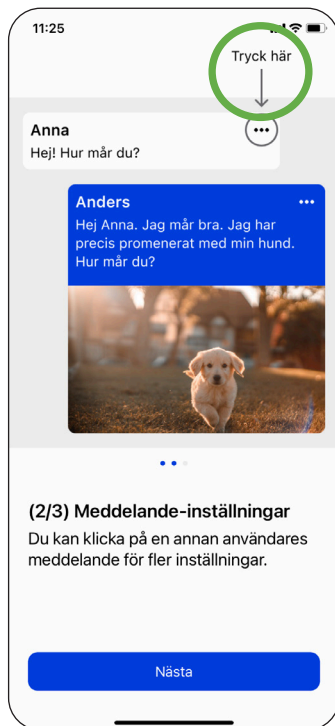 11:25
Tryck här
Anna
Hej! Hur mår du?
Anders
Hej Anna. Jag mår bra. Jag har
precis promenerat med min hund.
Hur mår du?
(2/3) Meddelande-inställningar
Du kan klicka på en annan användares
meddelande för fler inställningar.
Nästa